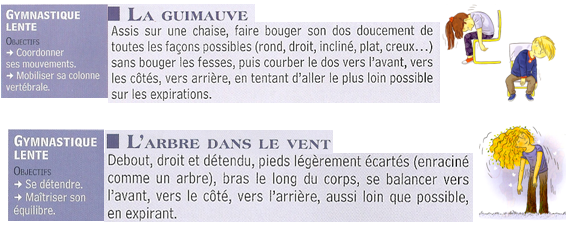 GYMNASTIQUE
LENTE
OBJECTIFS
➔ Coordonner
ses mouvements.
➔ Mobiliser sa colonne
vertébrale.
■ LA GUIMAUVE
Assis sur une chaise, faire bouger son dos doucement de
toutes les façons possibles (rond, droit, incliné, plat, creux…)
sans bouger les fesses, puis courber le dos vers l'avant, vers
les côtés, vers arrière, en tentant d'aller le plus loin possible
sur les expirations.
GYMNASTIQUE
LENTE
OBJECTIFS
➔ Se détendre.
➔ Maîtriser son
équilibre.
■ L'ARBRE DANS LE VENT
Debout, droit et détendu, pieds légèrement écartés (enraciné
comme un arbre), bras le long du corps, se balancer vers
l'avant, vers le côté, vers l'arrière, aussi loin que possible,
en expirant.